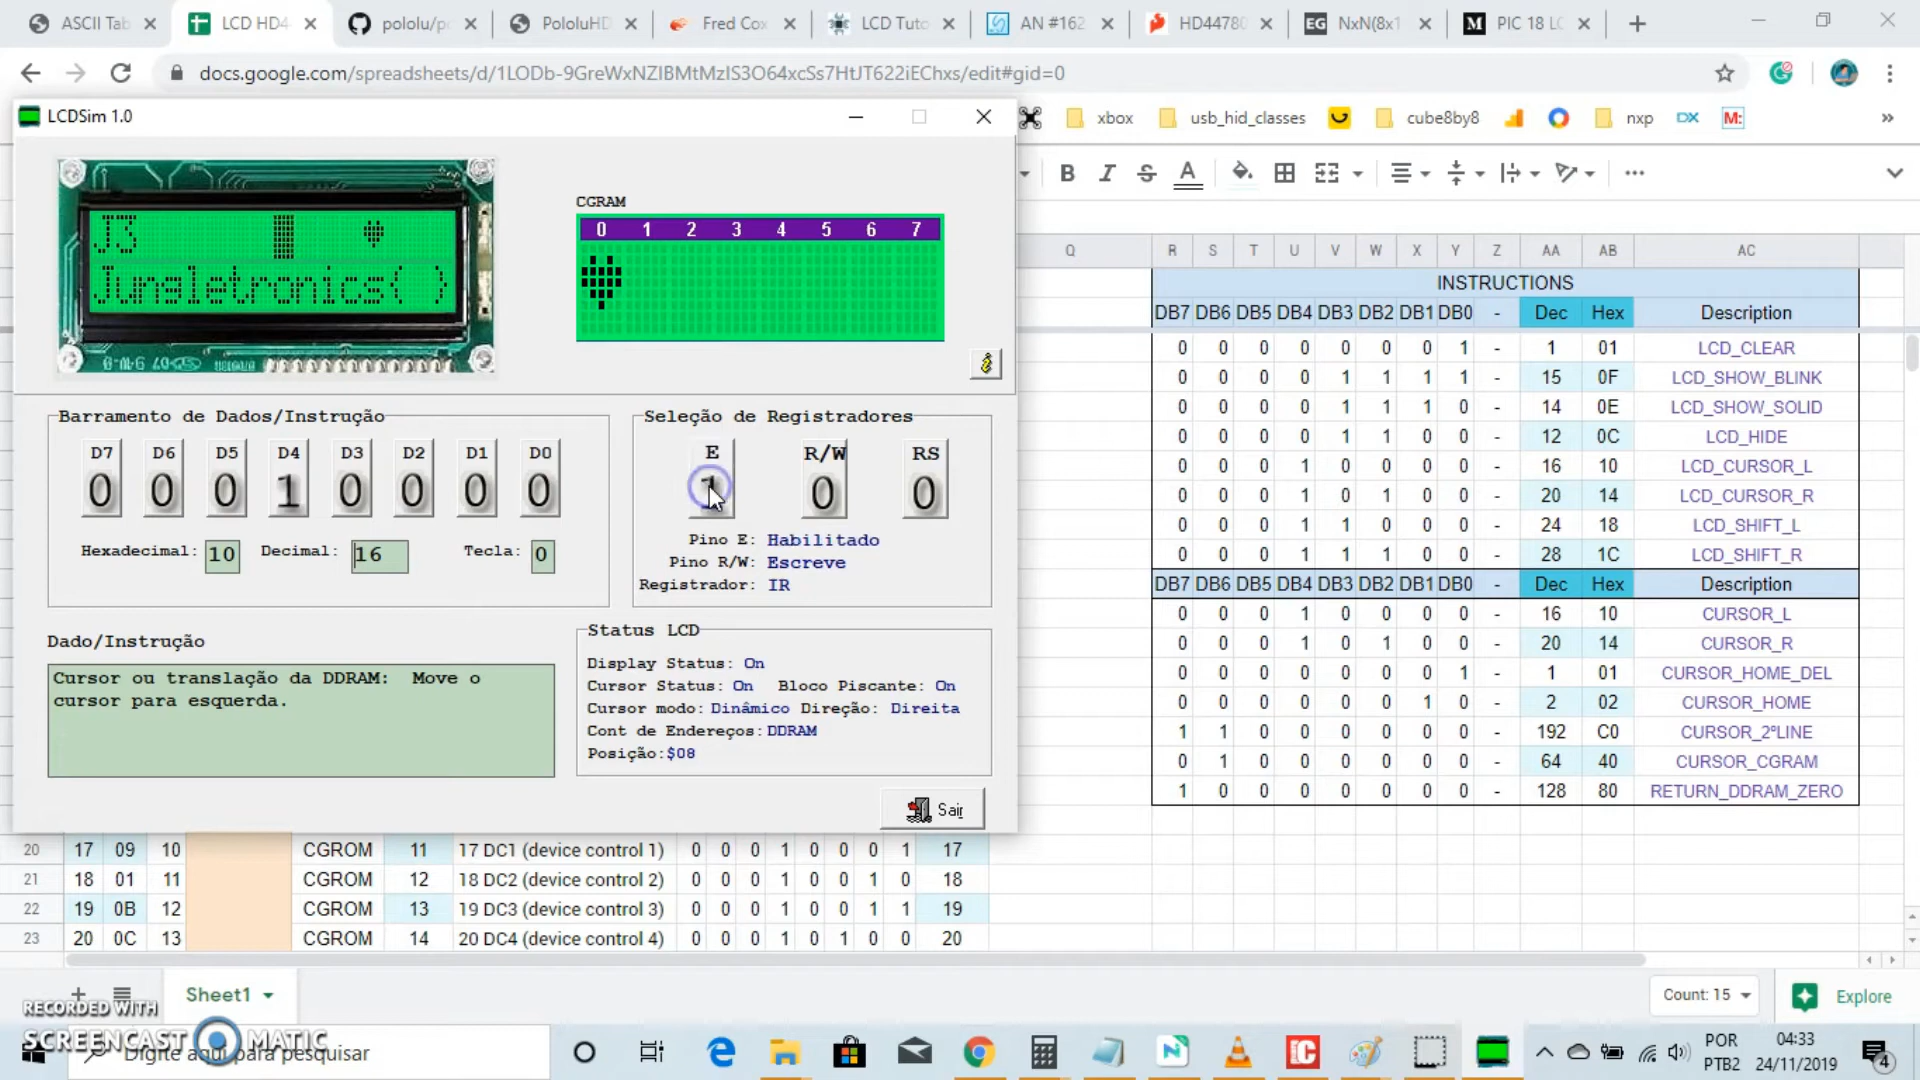 ASCII Tab
LCD HD4
pololu/p
PololuHD
Fred Cox
LCD Tuto
AN #162
HD44780
EG NxN(8x1
M PIC 18 LC
docs.google.com/spreadsheets/d/1LODb-9GreWxNZIBMtMzIS3O64xcSs7HtJT622iEChxs/edit#gid=0
LCDSim 1.0
xbox
usb_hid_classes
cube8by8
nxp
DX
M:
»
B I S A
J3
Jungletronics( )
CGRAM
0 1 2 3 4 5 6 7
Q R S T U V W X Y Z AA AB AC
INSTRUCTIONS
DB7 DB6 DB5 DB4 DB3 DB2 DB1 DB0 - Dec Hex Description
0 0 0 0 0 0 0 1 - 1 01 LCD_CLEAR
0 0 0 0 1 1 1 1 - 15 0F LCD_SHOW_BLINK
0 0 0 0 1 1 1 0 - 14 0E LCD_SHOW_SOLID
0 0 0 0 1 1 0 0 - 12 0C LCD_HIDE
0 0 0 1 0 0 0 0 - 16 10 LCD_CURSOR_L
0 0 0 1 0 1 0 0 - 20 14 LCD_CURSOR_R
0 0 0 1 1 0 0 0 - 24 18 LCD_SHIFT_L
0 0 0 1 1 1 0 0 - 28 1C LCD_SHIFT_R
DB7 DB6 DB5 DB4 DB3 DB2 DB1 DB0 - Dec Hex Description
0 0 0 1 0 0 0 0 - 16 10 CURSOR_L
0 0 0 1 0 1 0 0 - 20 14 CURSOR_R
0 0 0 0 0 0 0 1 - 1 01 CURSOR_HOME_DEL
0 0 0 0 0 0 1 0 - 2 02 CURSOR_HOME
1 1 0 0 0 0 0 0 - 192 C0 CURSOR_2ºLINE
0 1 0 0 0 0 0 0 - 64 40 CURSOR_CGRAM
1 0 0 0 0 0 0 0 - 128 80 RETURN_DDRAM_ZERO
Barramento de Dados/Instrução
D7 D6 D5 D4 D3 D2 D1 D0
0 0 0 1 0 0 0 0
Hexadecimal: 10 Decimal: 16 Tecla: 0
Seleção de Registradores
E R/W RS
1 0 0
Pino E: Habilitado
Pino R/W: Escreve
Registrador: IR
Dado/Instrução
Cursor ou translação da DDRAM: Move o
cursor para esquerda.
Status LCD
Display Status: On
Cursor Status: On Bloco Piscante: On
Cursor modo: Dinâmico Direção: Direita
Cont de Endereços: DDRAM
Posição:$08
Sair
20 17 09 10 CGROM 11 17 DC1 (device control 1) 0 0 0 1 0 0 0 1 17
21 18 01 11 CGROM 12 18 DC2 (device control 2) 0 0 0 1 0 0 1 0 18
22 19 0B 12 CGROM 13 19 DC3 (device control 3) 0 0 0 1 0 0 1 1 19
23 20 0C 13 CGROM 14 20 DC4 (device control 4) 0 0 0 1 0 1 0 0 20
Sheet1
Count: 15
Explore
RECORDED WITH
SCREENCAST MATIC
Digite aqui para pesquisar
POR
PTB2
04:33
24/11/2019
4